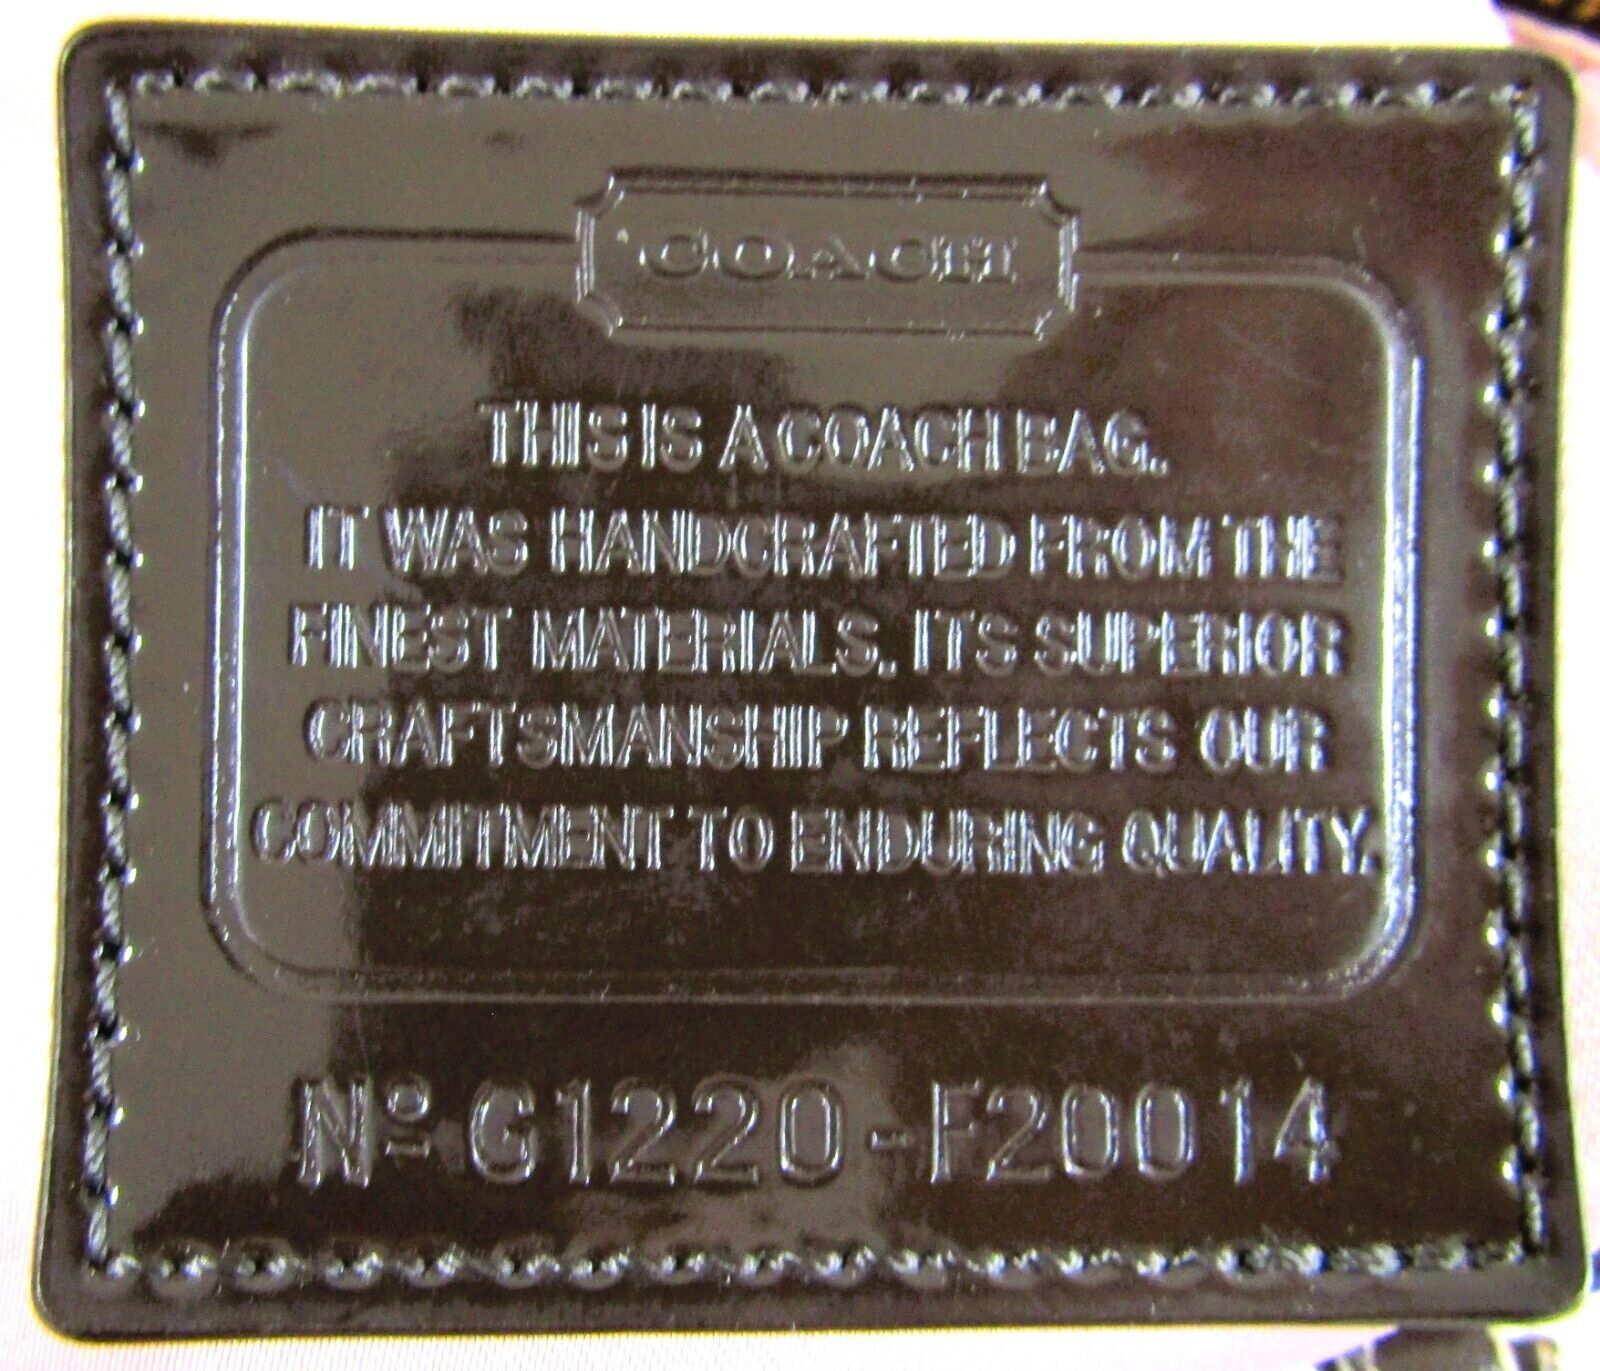 COACH
THIS IS A COACH BAG.
IT WAS HANDCRAFTED FROM THE
FINEST MATERIALS. ITS SUPERIOR
CRAFTSMANSHIP REFLECTS OUR
COMMITMENT TO ENDURING QUALITY.
Nº G1220-F20014